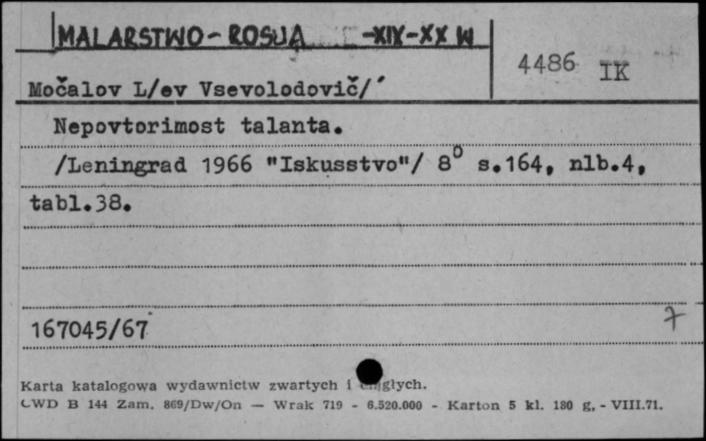 MALARSTWO - ROSJA -XIX-XX W
4486 IK
Močalov L/ev Vsevolodovič/´
Nepovtorimost talanta.
/Leningrad 1966 "Iskusstvo"/ 8° s.164, nlb.4,
tabl.38.
167045/67 7
Karta katalogowa wydawnictw zwartych i
CWD B 144 Zam. 869/Dw/On — Wrak 719 - 6.520.000 - Karton 5 kl. 180 g. - VIII.71.